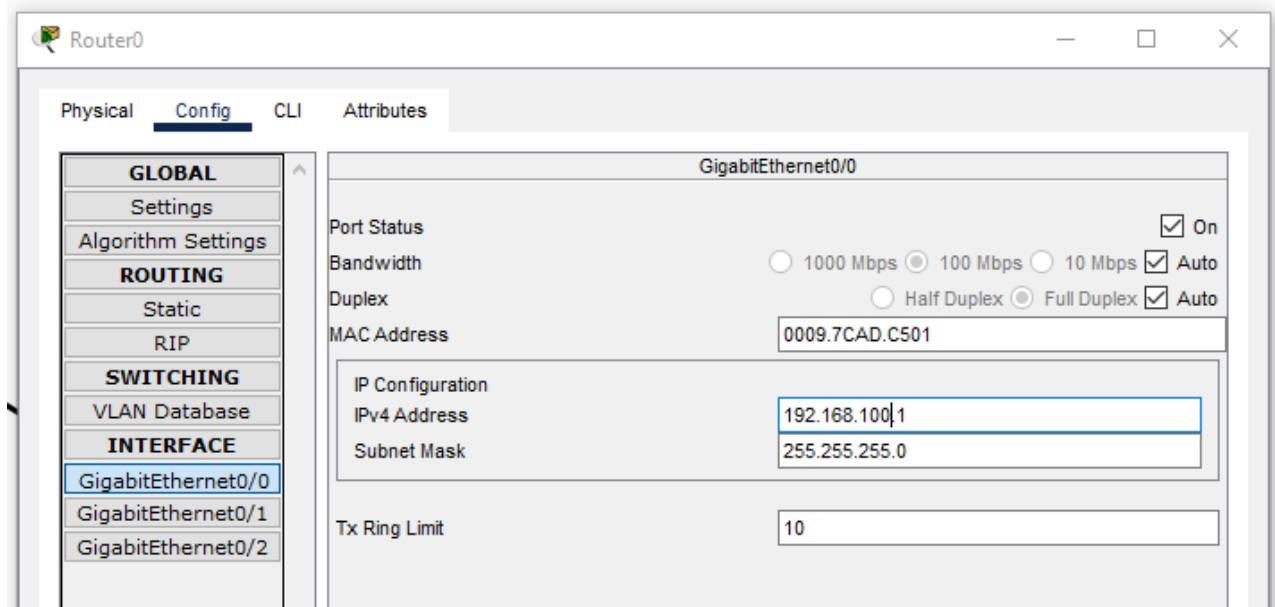 Router0
Physical Config CLI Attributes
GLOBAL
Settings
Algorithm Settings
ROUTING
Static
RIP
SWITCHING
VLAN Database
INTERFACE
GigabitEthernet0/0
GigabitEthernet0/1
GigabitEthernet0/2
GigabitEthernet0/0
Port Status On
Bandwidth 1000 Mbps 100 Mbps 10 Mbps Auto
Duplex Half Duplex Full Duplex Auto
MAC Address 0009.7CAD.C501
IP Configuration
IPv4 Address 192.168.100.1
Subnet Mask 255.255.255.0
Tx Ring Limit 10